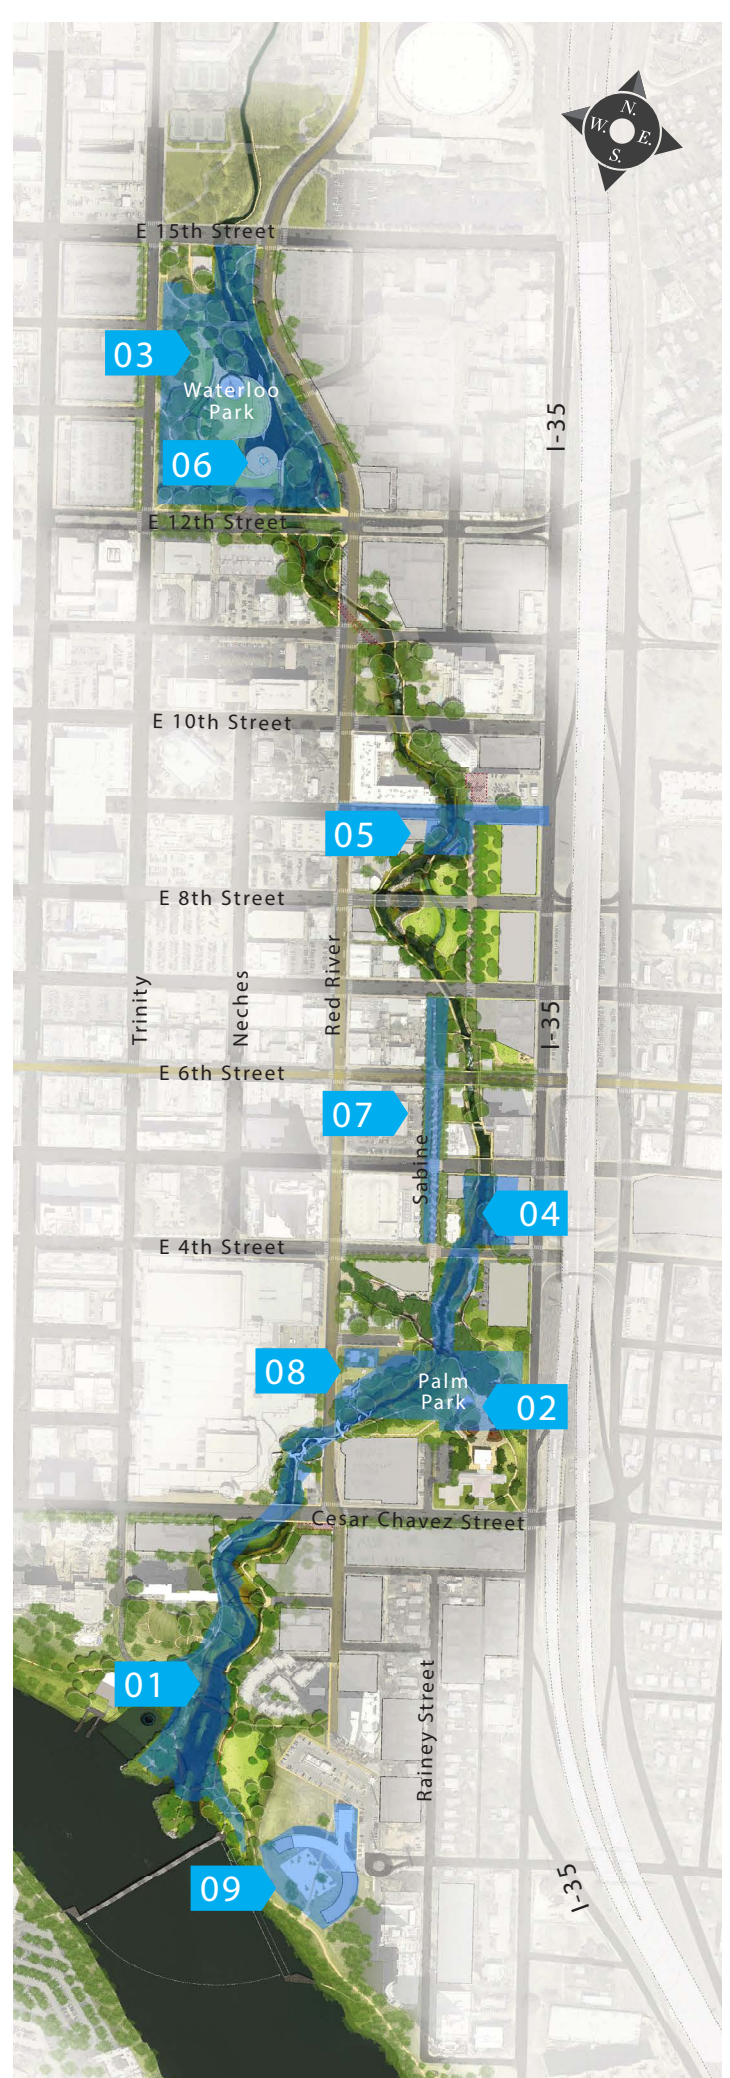 N.
W.
E.
S.
E 15th Street
03
Waterloo
Park
I-35
06
E 12th Street
E 10th Street
05
E 8th Street
Red River
Trinity
Neches
I-35
E 6th Street
07
Sabine
04
E 4th Street
08
Palm
Park
02
Cesar Chavez Street
01
Rainey Street
09
I-35